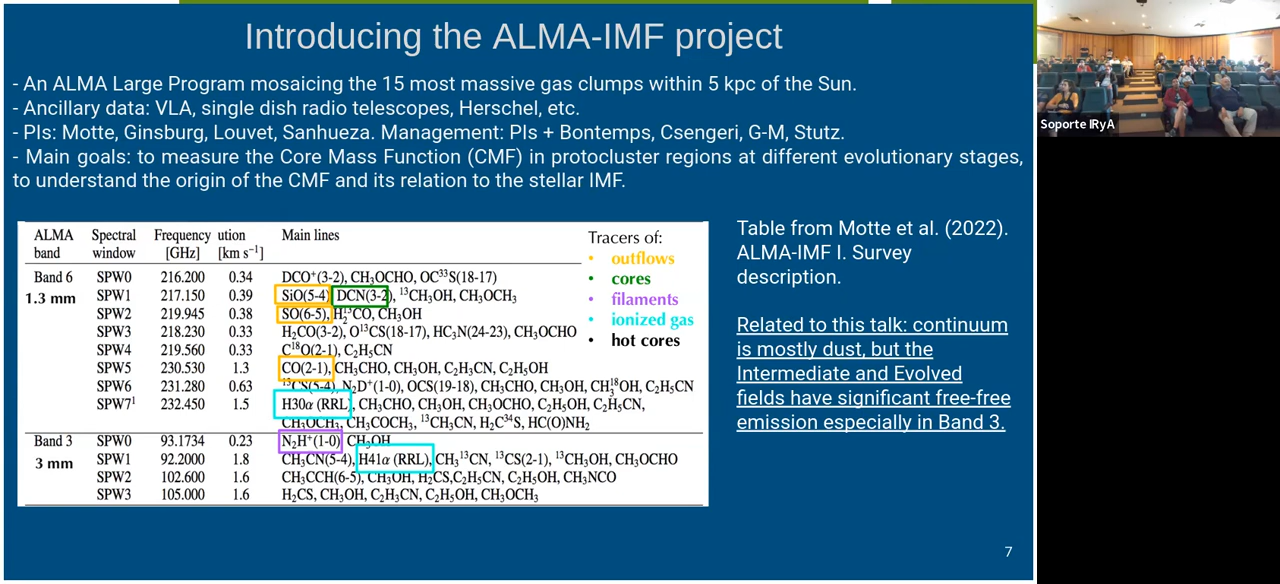 Introducing the ALMA-IMF project
- An ALMA Large Program mosaicing the 15 most massive gas clumps within 5 kpc of the Sun.
- Ancillary data: VLA, single dish radio telescopes, Herschel, etc.
- PIs: Motte, Ginsburg, Louvet, Sanhueza. Management: PIs + Bontemps, Csengeri, G-M, Stutz.
- Main goals: to measure the Core Mass Function (CMF) in protocluster regions at different evolutionary stages,
to understand the origin of the CMF and its relation to the stellar IMF.
ALMA Spectral Frequency ution Main lines
band window [GHz] [km s⁻¹]
Band 6 SPW0 216.200 0.34 DCO⁺(3-2), CH₃OCHO, OC³³S(18-17)
1.3 mm SPW1 217.150 0.39 SiO(5-4) DCN(3-2), ¹³CH₃OH, CH₃OCH₃
SPW2 219.945 0.38 SO(6-5), H₂¹³CO, CH₃OH
SPW3 218.230 0.33 H₂CO(3-2), O¹³CS(18-17), HC₃N(24-23), CH₃OCHO
SPW4 219.560 0.33 C¹⁸O(2-1), C₂H₅CN
SPW5 230.530 1.3 CO(2-1), CH₃CHO, CH₃OH, C₂H₃CN, C₂H₅OH
SPW6 231.280 0.63 ¹³CS(5-4), N₂D⁺(1-0), OCS(19-18), CH₃CHO, CH₃OH, CH₃¹⁸OH, C₂H₅CN
SPW7¹ 232.450 1.5 H30α (RRL), CH₃CHO, CH₃OH, CH₃OCHO, C₂H₅OH, C₂H₅CN,
CH₃OCH₃, CH₃COCH₃, ¹³CH₃CN, H₂C³⁴S, HC(O)NH₂
Band 3 SPW0 93.1734 0.23 N₂H⁺(1-0) CH₃OH
3 mm SPW1 92.2000 1.8 CH₃CN(5-4), H41α (RRL), CH₃¹³CN, ¹³CS(2-1), ¹³CH₃OH, CH₃OCHO
SPW2 102.600 1.6 CH₃CCH(6-5), CH₃OH, H₂CS, C₂H₅CN, C₂H₅OH, CH₃NCO
SPW3 105.000 1.6 H₂CS, CH₃OH, C₂H₃CN, C₂H₅OH, CH₃OCH₃
Tracers of:
• outflows
• cores
• filaments
• ionized gas
• hot cores
Table from Motte et al. (2022).
ALMA-IMF I. Survey
description.
Related to this talk: continuum
is mostly dust, but the
Intermediate and Evolved
fields have significant free-free
emission especially in Band 3.
7
Soporte IRyA